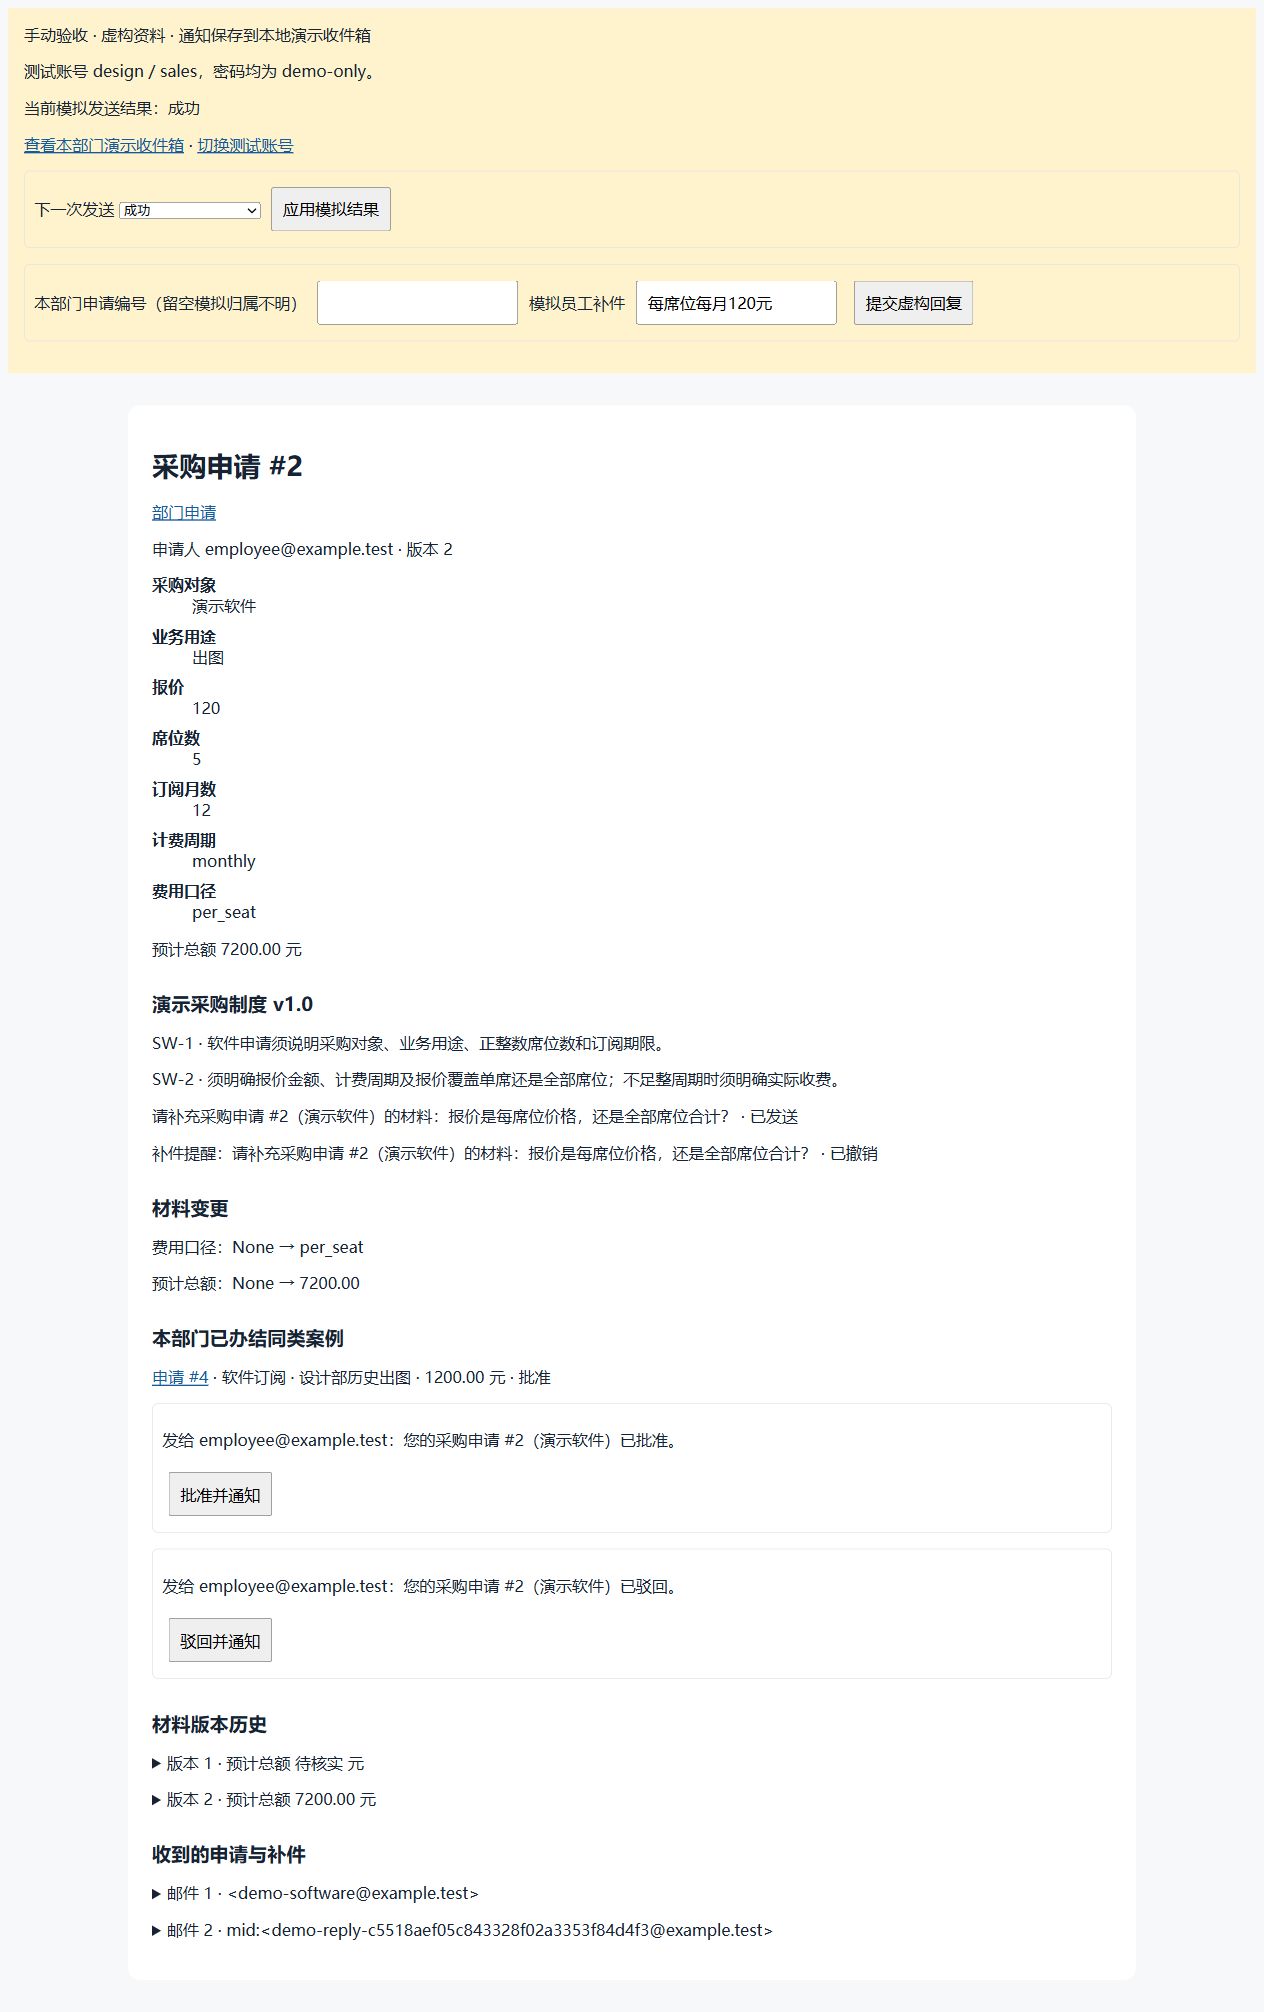 手动验收 · 虚构资料 · 通知保存到本地演示收件箱
测试账号 design / sales，密码均为 demo-only。
当前模拟发送结果：成功
查看本部门演示收件箱 · 切换测试账号
下一次发送 成功 应用模拟结果
本部门申请编号（留空模拟归属不明） 模拟员工补件 每席位每月120元 提交虚构回复
采购申请 #2
部门申请
申请人 employee@example.test · 版本 2
采购对象
演示软件
业务用途
出图
报价
120
席位数
5
订阅月数
12
计费周期
monthly
费用口径
per_seat
预计总额 7200.00 元
演示采购制度 v1.0
SW-1 · 软件申请须说明采购对象、业务用途、正整数席位数和订阅期限。
SW-2 · 须明确报价金额、计费周期及报价覆盖单席还是全部席位；不足整周期时须明确实际收费。
请补充采购申请 #2（演示软件）的材料：报价是每席位价格，还是全部席位合计？ · 已发送
补件提醒：请补充采购申请 #2（演示软件）的材料：报价是每席位价格，还是全部席位合计？ · 已撤销
材料变更
费用口径：None → per_seat
预计总额：None → 7200.00
本部门已办结同类案例
申请 #4 · 软件订阅 · 设计部历史出图 · 1200.00 元 · 批准
发给 employee@example.test：您的采购申请 #2（演示软件）已批准。
批准并通知
发给 employee@example.test：您的采购申请 #2（演示软件）已驳回。
驳回并通知
材料版本历史
▶ 版本 1 · 预计总额 待核实 元
▶ 版本 2 · 预计总额 7200.00 元
收到的申请与补件
▶ 邮件 1 · <demo-software@example.test>
▶ 邮件 2 · mid:<demo-reply-c5518aef05c843328f02a3353f84d4f3@example.test>